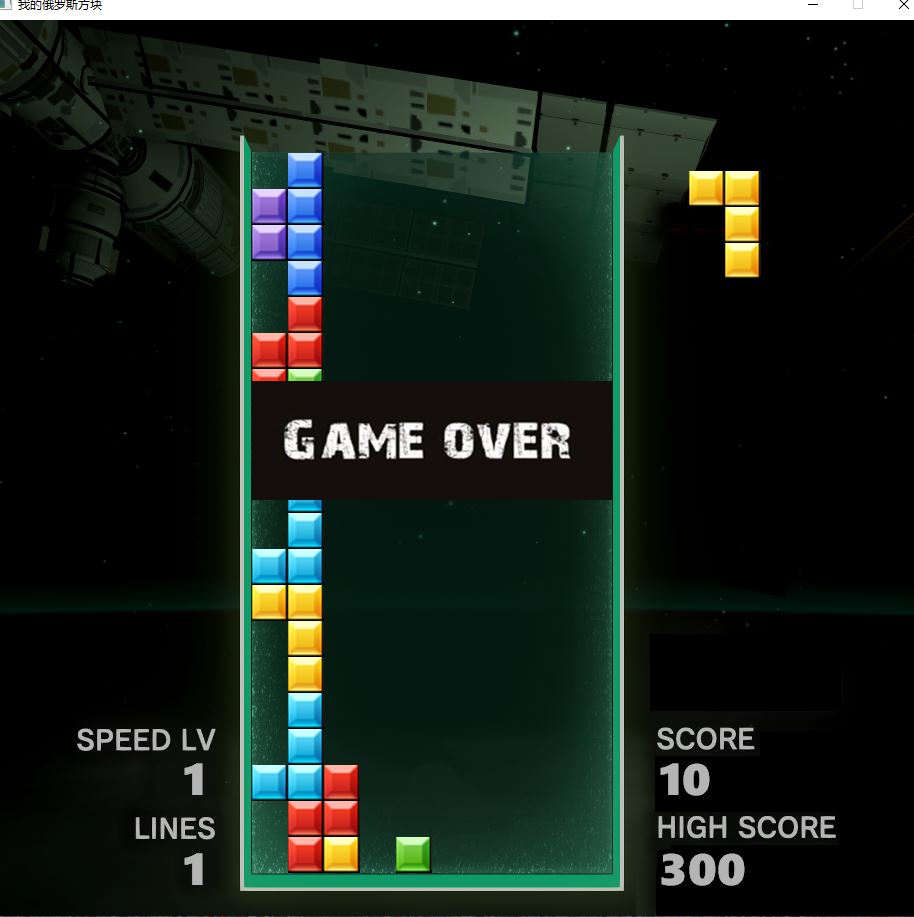 我的俄罗斯方块
GAME OVER
SPEED LV
1
LINES
1
SCORE
10
HIGH SCORE
300